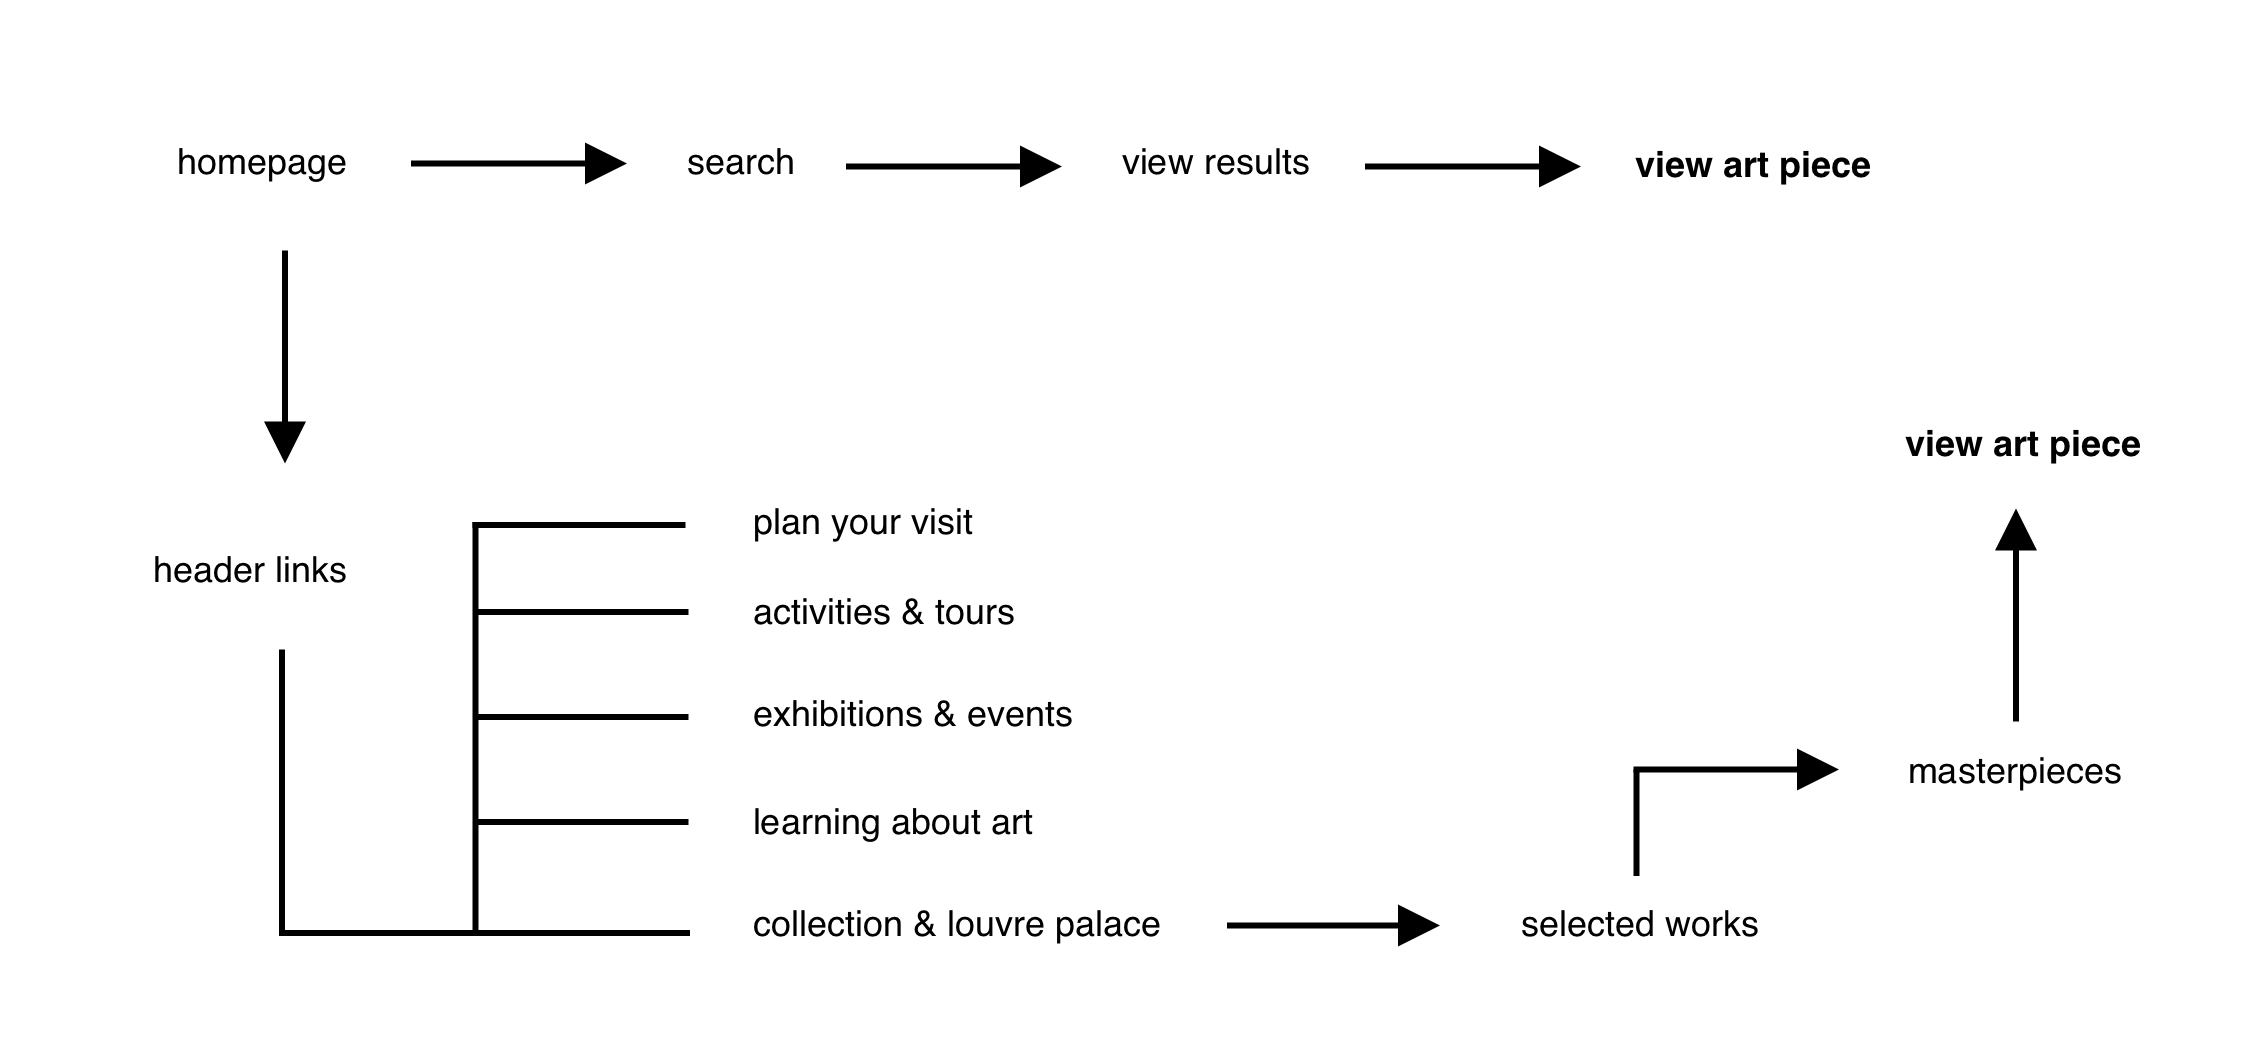 homepage
search
view results
view art piece
view art piece
header links
plan your visit
activities & tours
exhibitions & events
learning about art
collection & louvre palace
selected works
masterpieces